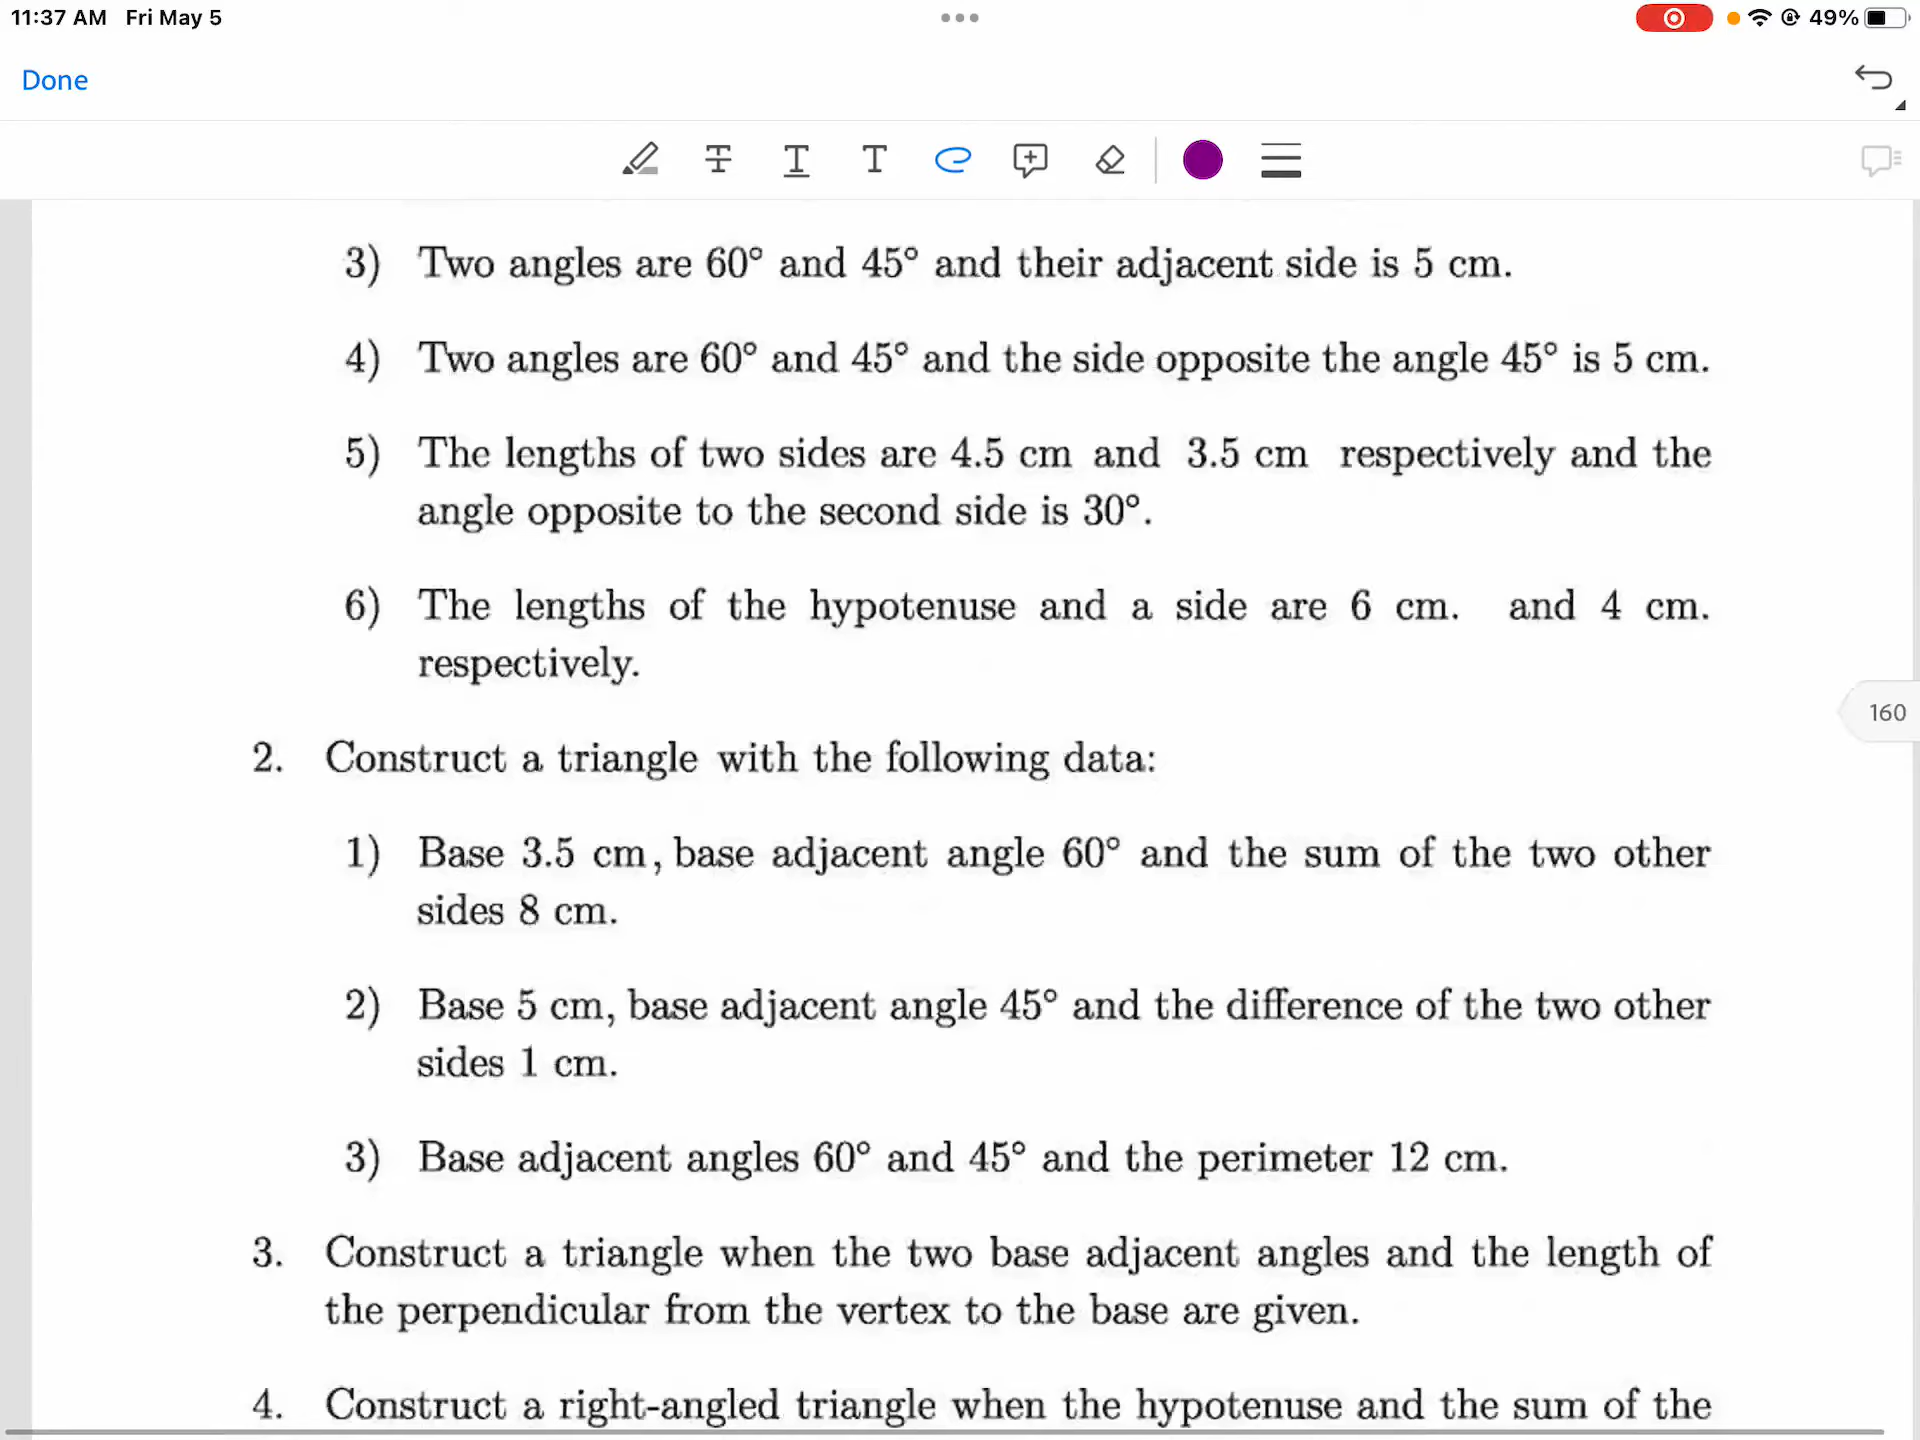 11:37 AM Fri May 5
49%
Done
T T T
3) Two angles are 60° and 45° and their adjacent side is 5 cm.
4) Two angles are 60° and 45° and the side opposite the angle 45° is 5 cm.
5) The lengths of two sides are 4.5 cm and 3.5 cm respectively and the
angle opposite to the second side is 30°.
6) The lengths of the hypotenuse and a side are 6 cm. and 4 cm.
respectively.
160
2. Construct a triangle with the following data:
1) Base 3.5 cm, base adjacent angle 60° and the sum of the two other
sides 8 cm.
2) Base 5 cm, base adjacent angle 45° and the difference of the two other
sides 1 cm.
3) Base adjacent angles 60° and 45° and the perimeter 12 cm.
3. Construct a triangle when the two base adjacent angles and the length of
the perpendicular from the vertex to the base are given.
4. Construct a right-angled triangle when the hypotenuse and the sum of the